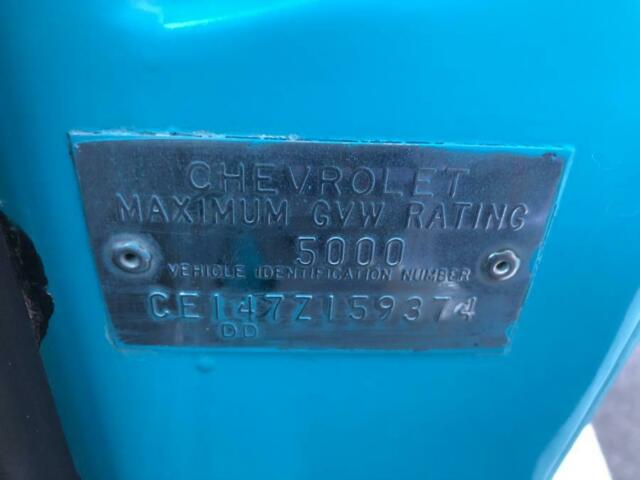 CHEVROLET
MAXIMUM GVW RATING
5000
VEHICLE IDENTIFICATION NUMBER
CE147Z159374
DD